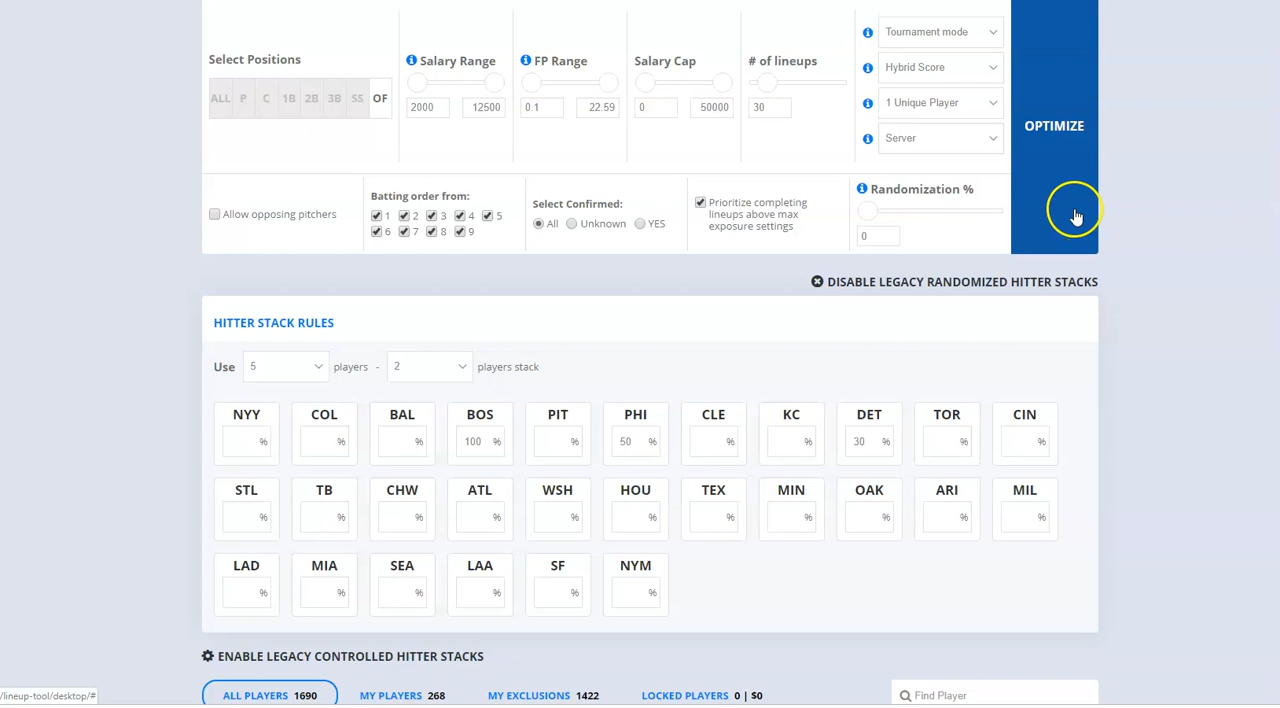 Select Positions
ALL P C 1B 2B 3B SS OF
Salary Range
2000 12500
FP Range
0.1 22.59
Salary Cap
0 50000
# of lineups
30
Tournament mode
Hybrid Score
1 Unique Player
Server
OPTIMIZE
Allow opposing pitchers
Batting order from:
1 2 3 4 5
6 7 8 9
Select Confirmed:
All Unknown YES
Prioritize completing
lineups above max
exposure settings
Randomization %
0
DISABLE LEGACY RANDOMIZED HITTER STACKS
HITTER STACK RULES
Use 5 players - 2 players stack
NYY COL BAL BOS PIT PHI CLE KC DET TOR CIN
% % % 100 % % 50 % % % 30 % % %
STL TB CHW ATL WSH HOU TEX MIN OAK ARI MIL
% % % % % % % % % % %
LAD MIA SEA LAA SF NYM
% % % % % %
ENABLE LEGACY CONTROLLED HITTER STACKS
ALL PLAYERS 1690 MY PLAYERS 268 MY EXCLUSIONS 1422 LOCKED PLAYERS 0 | $0 Find Player
/lineup-tool/desktop/#